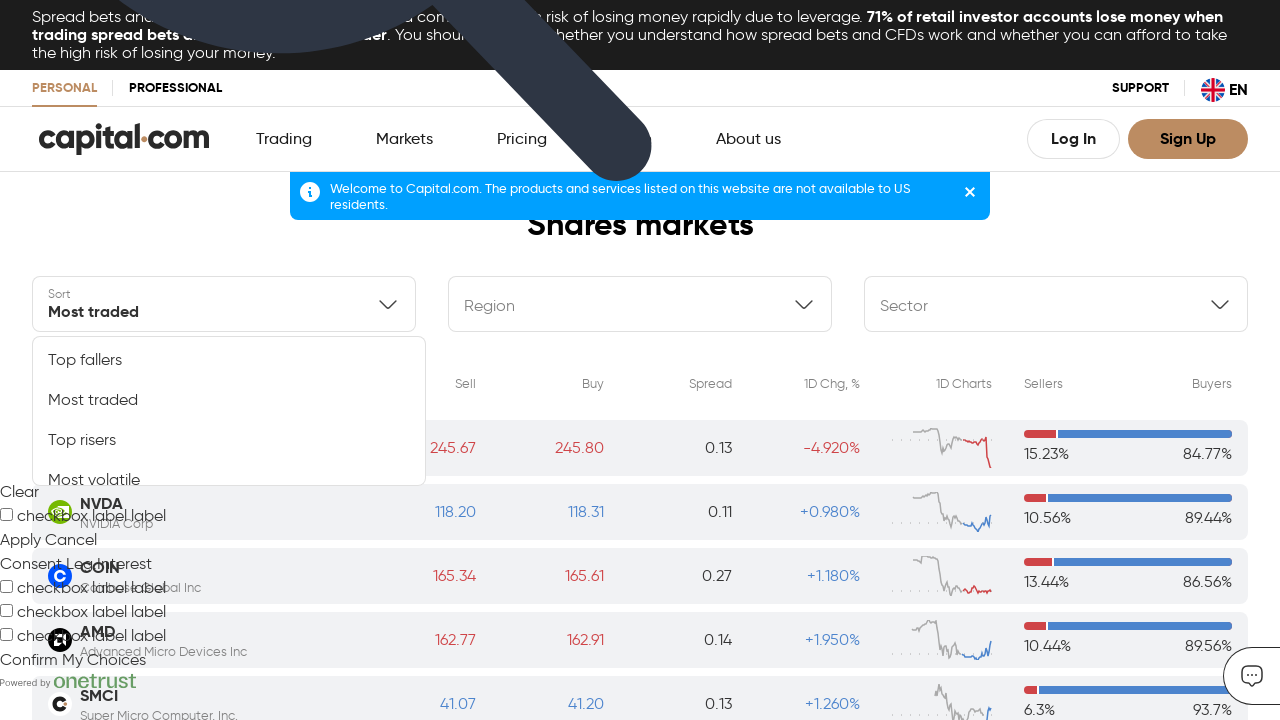 Spread bets and
risk of losing money rapidly due to leverage. 71% of retail investor accounts lose money when
trading spread bets
. You should
whether you understand how spread bets and CFDs work and whether you can afford to take
the high risk of losing your money.
PERSONAL
PROFESSIONAL
SUPPORT
EN
capital.com
Trading
Markets
Pricing
About us
Log In
Sign Up
Welcome to Capital.com. The products and services listed on this website are not available to US
residents.
Shares markets
Sort
Most traded
Region
Sector
Top fallers
Most traded
Top risers
Most volatile
Sell
Buy
Spread
1D Chg, %
1D Charts
Sellers
Buyers
245.67
245.80
0.13
-4.920%
15.23%
84.77%
NVDA
NVIDIA Corp
118.20
118.31
0.11
+0.980%
10.56%
89.44%
COIN
165.34
165.61
0.27
+1.180%
13.44%
86.56%
AMD
Advanced Micro Devices Inc
162.77
162.91
0.14
+1.950%
10.44%
89.56%
SMCI
Super Micro Computer, Inc.
41.07
41.20
0.13
+1.260%
6.3%
93.7%
Clear
checkbox label label
Apply Cancel
Consent Leg.Interest
checkbox label label
checkbox label label
checkbox label label
Confirm My Choices
Powered by onetrust